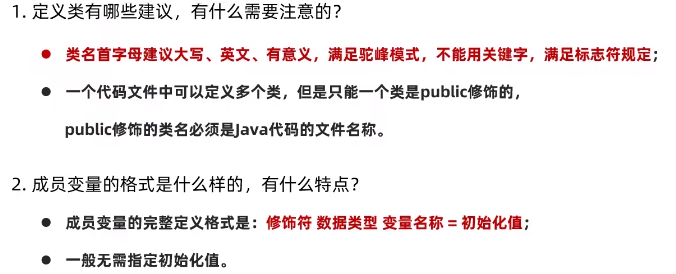 1. 定义类有哪些建议，有什么需要注意的？
● 类名首字母建议大写、英文、有意义，满足驼峰模式，不能用关键字，满足标志符规定；
● 一个代码文件中可以定义多个类，但是只能一个类是public修饰的，
public修饰的类名必须是Java代码的文件名称。
2. 成员变量的格式是什么样的，有什么特点？
● 成员变量的完整定义格式是：修饰符 数据类型 变量名称 = 初始化值；
● 一般无需指定初始化值。